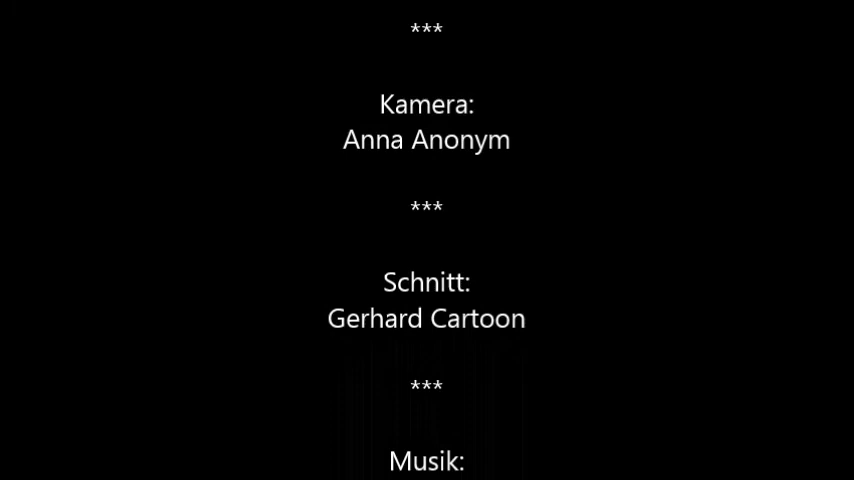 ***
Kamera:
Anna Anonym
***
Schnitt:
Gerhard Cartoon
***
Musik: